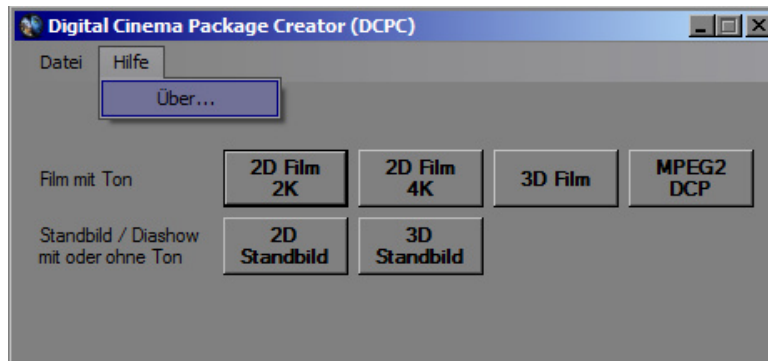 Digital Cinema Package Creator (DCPC)
Datei Hilfe
Über...
Film mit Ton
2D Film
2K
2D Film
4K
3D Film
MPEG2
DCP
Standbild / Diashow
mit oder ohne Ton
2D
Standbild
3D
Standbild